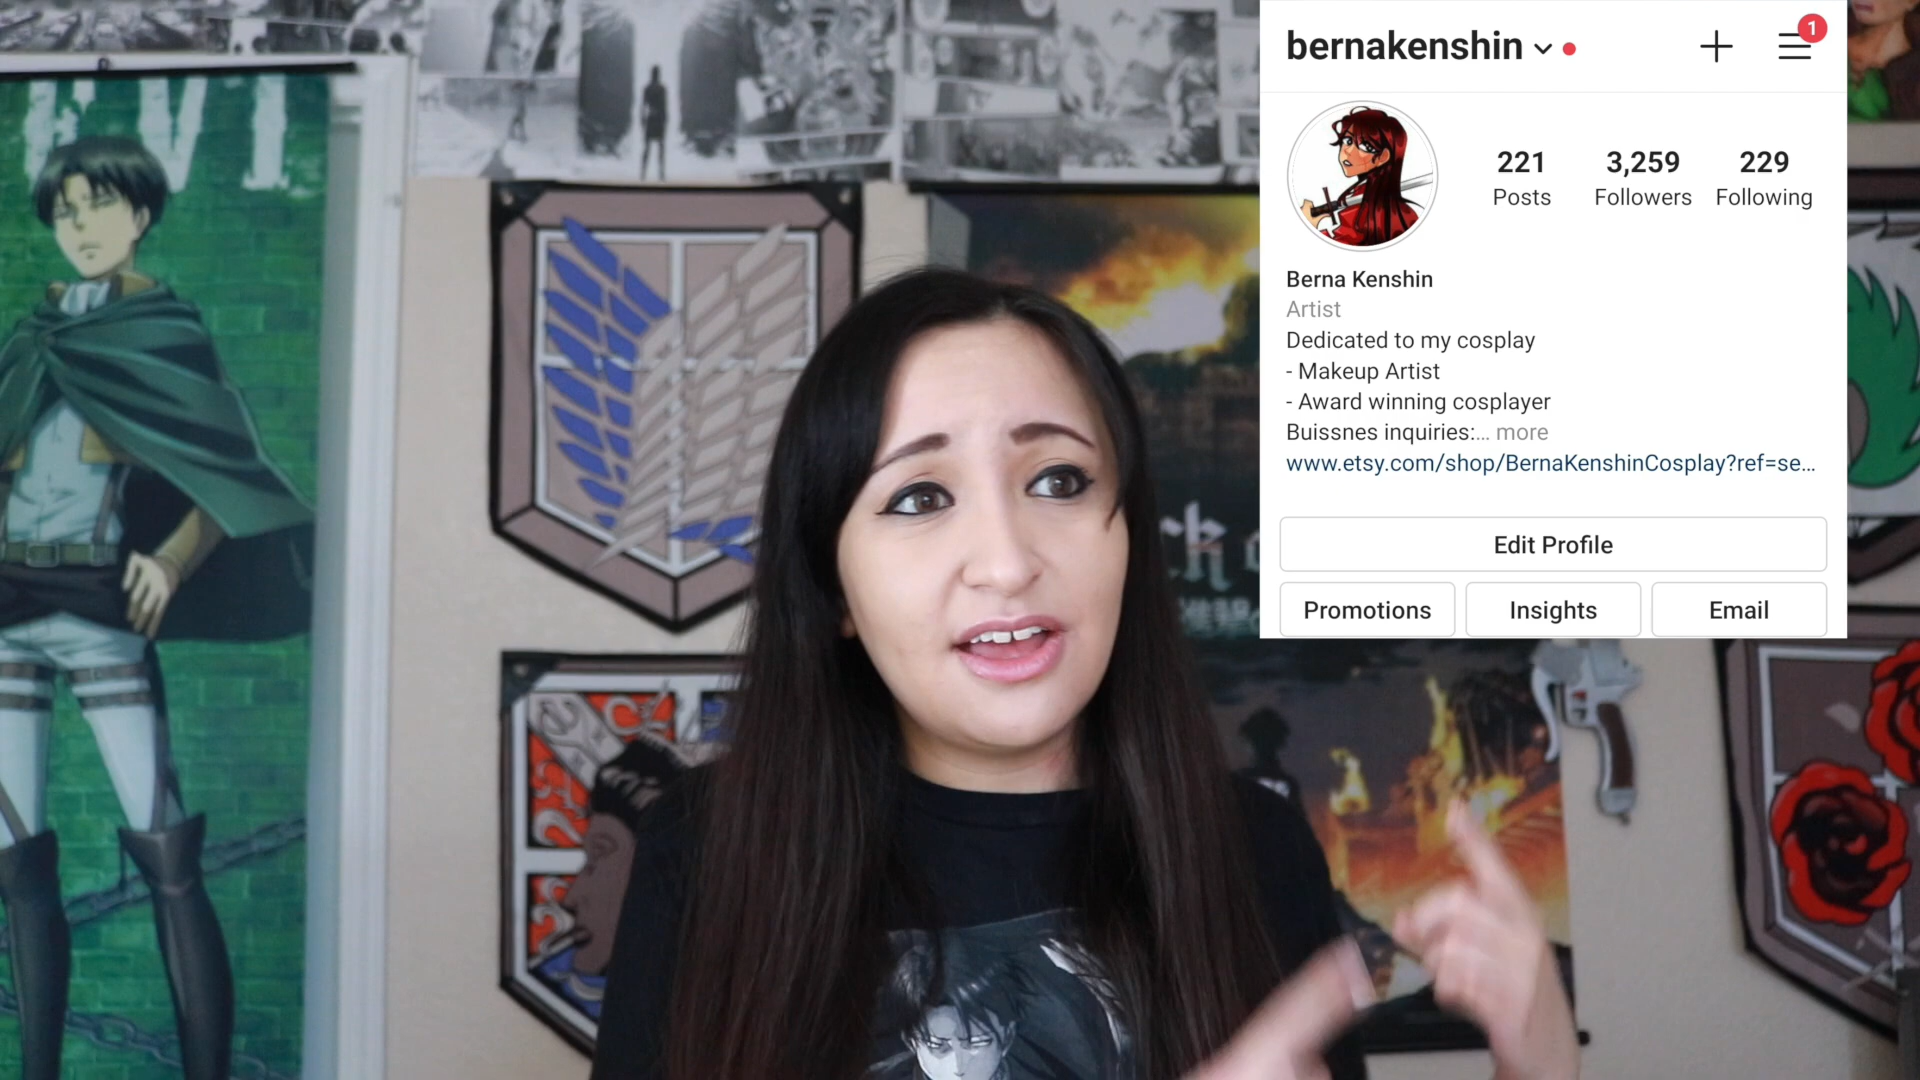 bernakenshin
1
221
3,259
229
Posts
Followers
Following
Berna Kenshin
Artist
Dedicated to my cosplay
- Makeup Artist
- Award winning cosplayer
Buissnes inquiries:... more
www.etsy.com/shop/BernaKenshinCosplay?ref=se...
Edit Profile
Promotions
Insights
Email